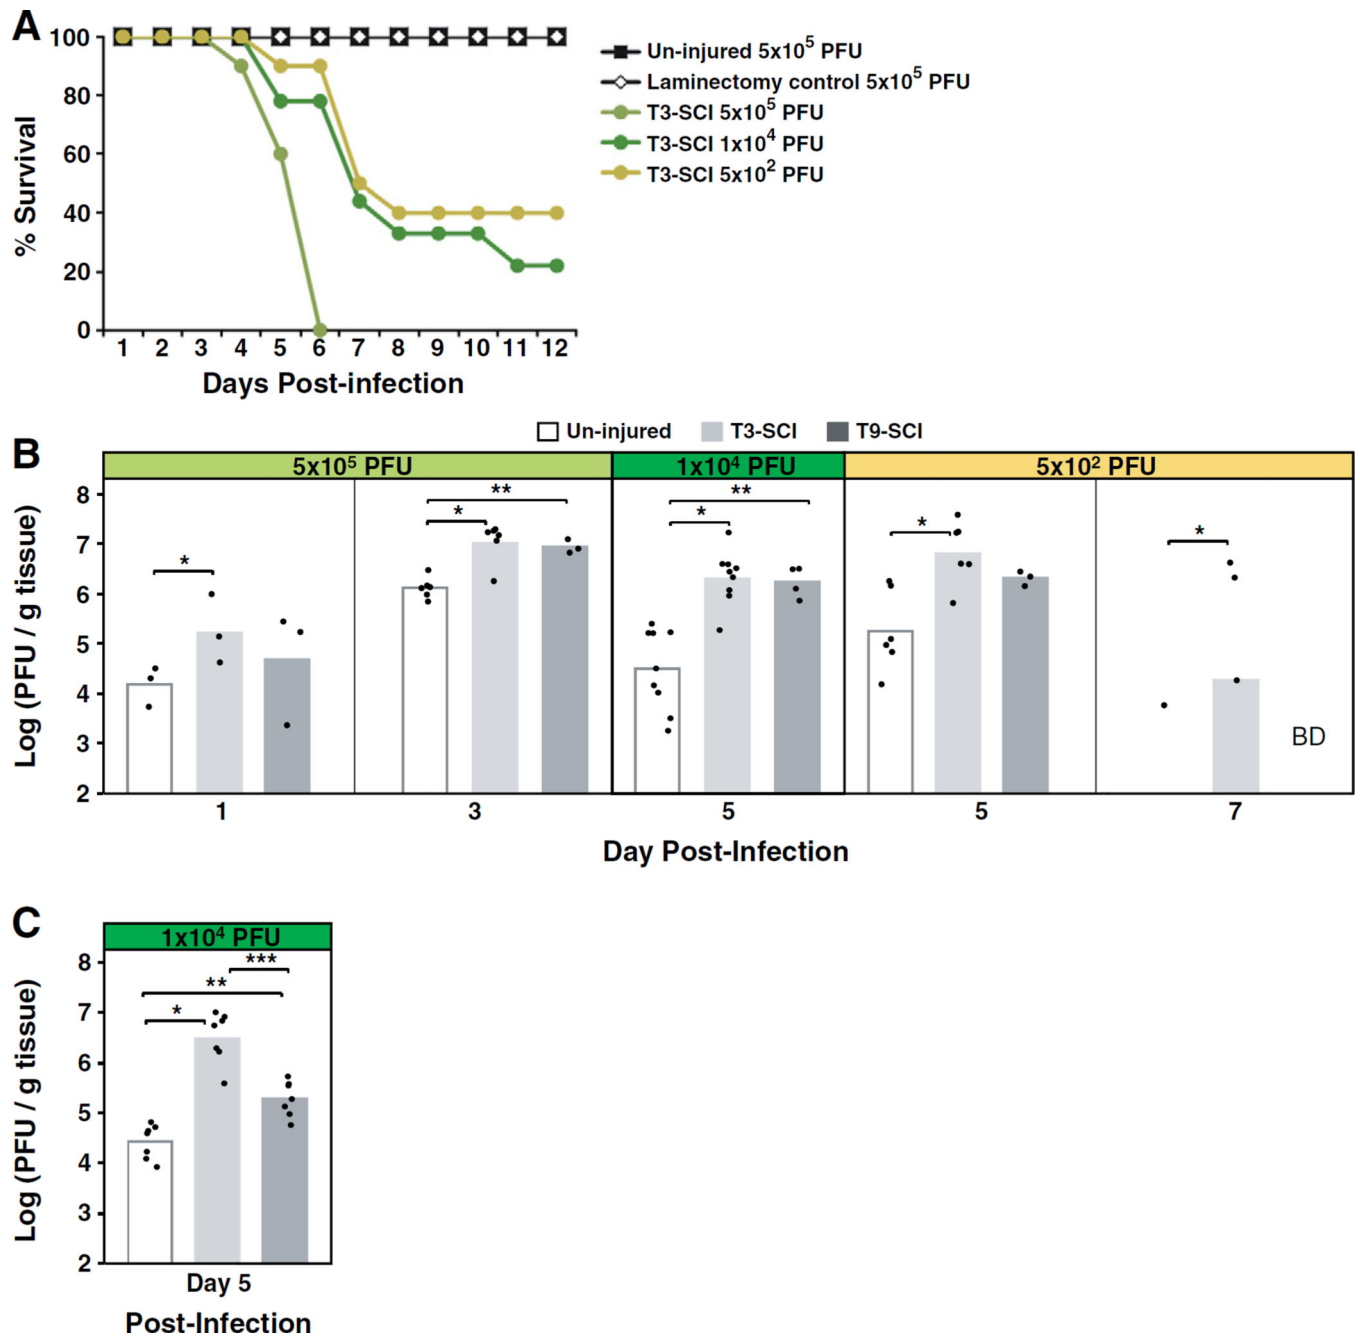 A
100
80
60
40
20
0
% Survival
1 2 3 4 5 6 7 8 9 10 11 12
Days Post-infection
Un-injured 5x10⁵ PFU
Laminectomy control 5x10⁵ PFU
T3-SCI 5x10⁵ PFU
T3-SCI 1x10⁴ PFU
T3-SCI 5x10² PFU
B
Un-injured T3-SCI T9-SCI
5x10⁵ PFU 1x10⁴ PFU 5x10² PFU
8
7
6
5
4
3
2
Log (PFU / g tissue)
* * ** * ** * *
BD
1 3 5 5 7
Day Post-Infection
C
1x10⁴ PFU
8
7
6
5
4
3
2
Log (PFU / g tissue)
***
**
*
Day 5
Post-Infection